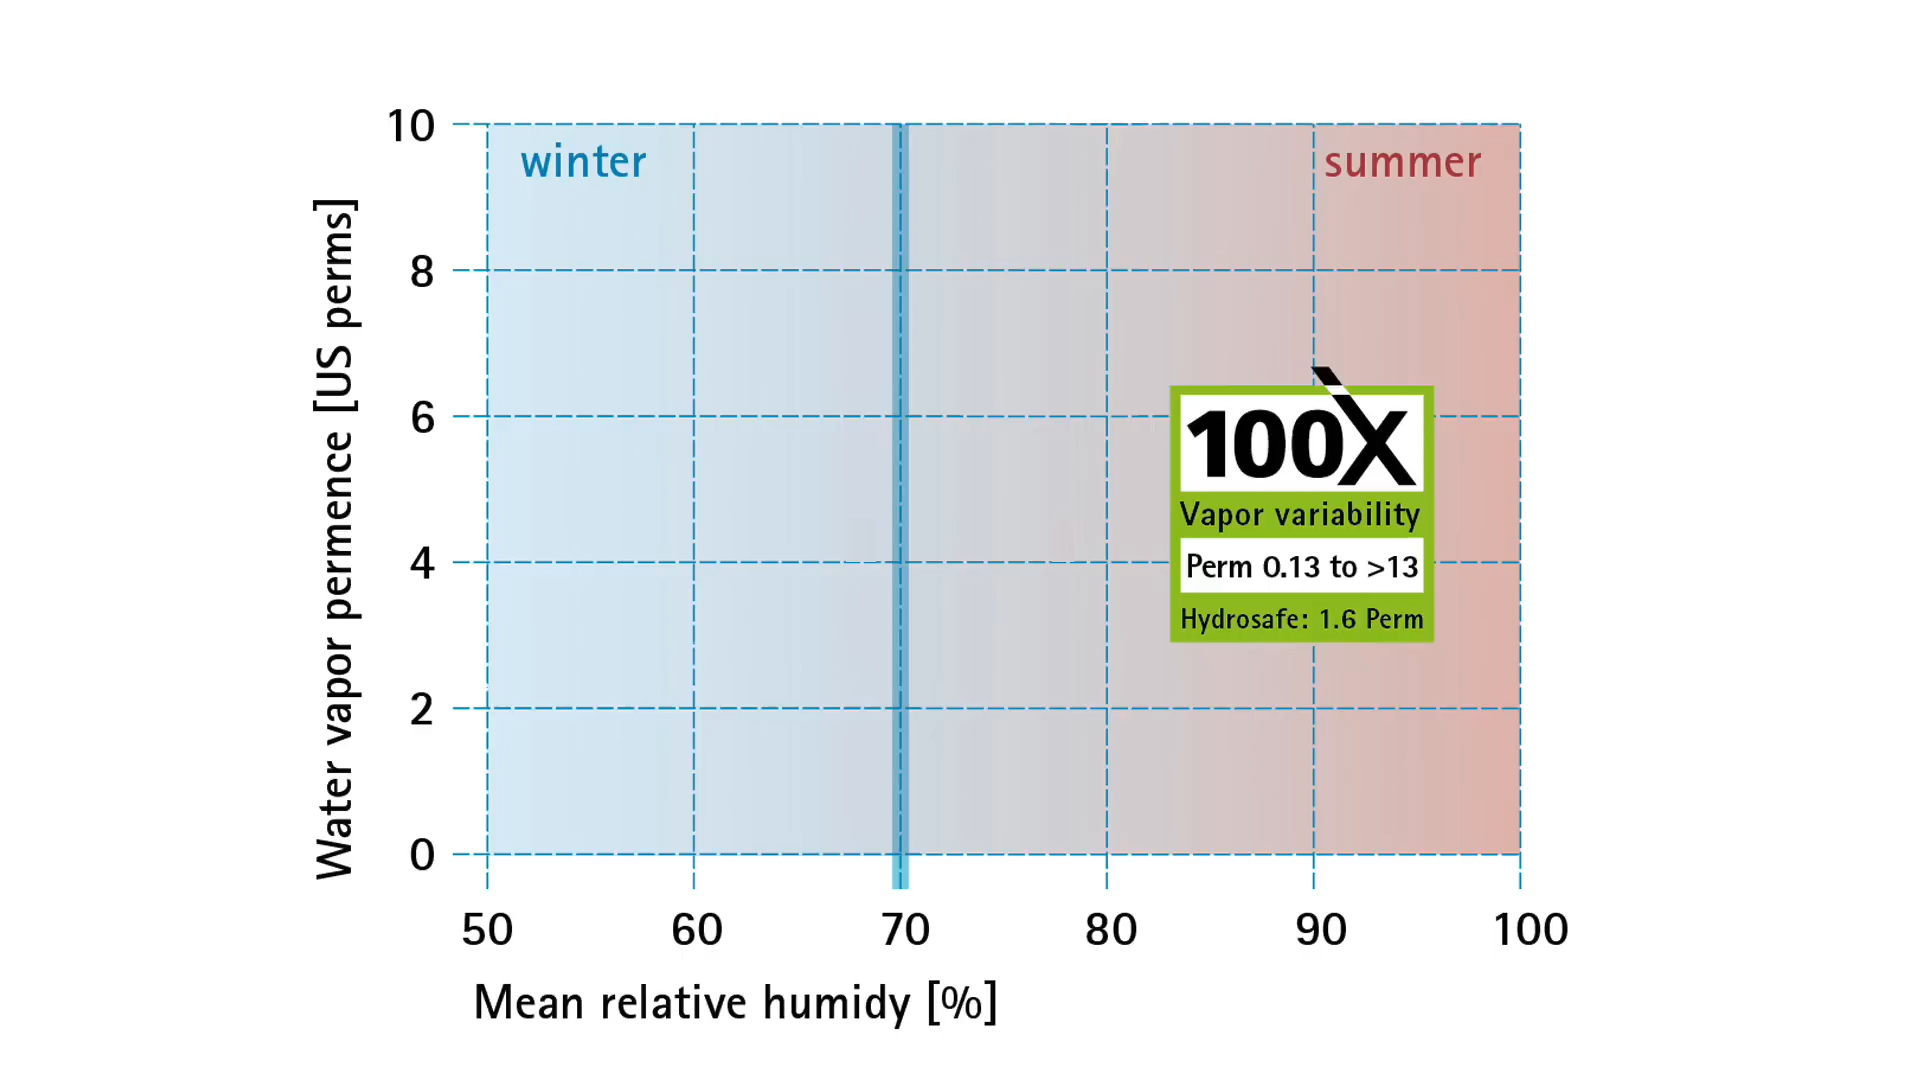 10
winter
summer
8
6
4
2
0
Water vapor permence [US perms]
100X
Vapor variability
Perm 0.13 to >13
Hydrosafe: 1.6 Perm
50 60 70 80 90 100
Mean relative humidy [%]